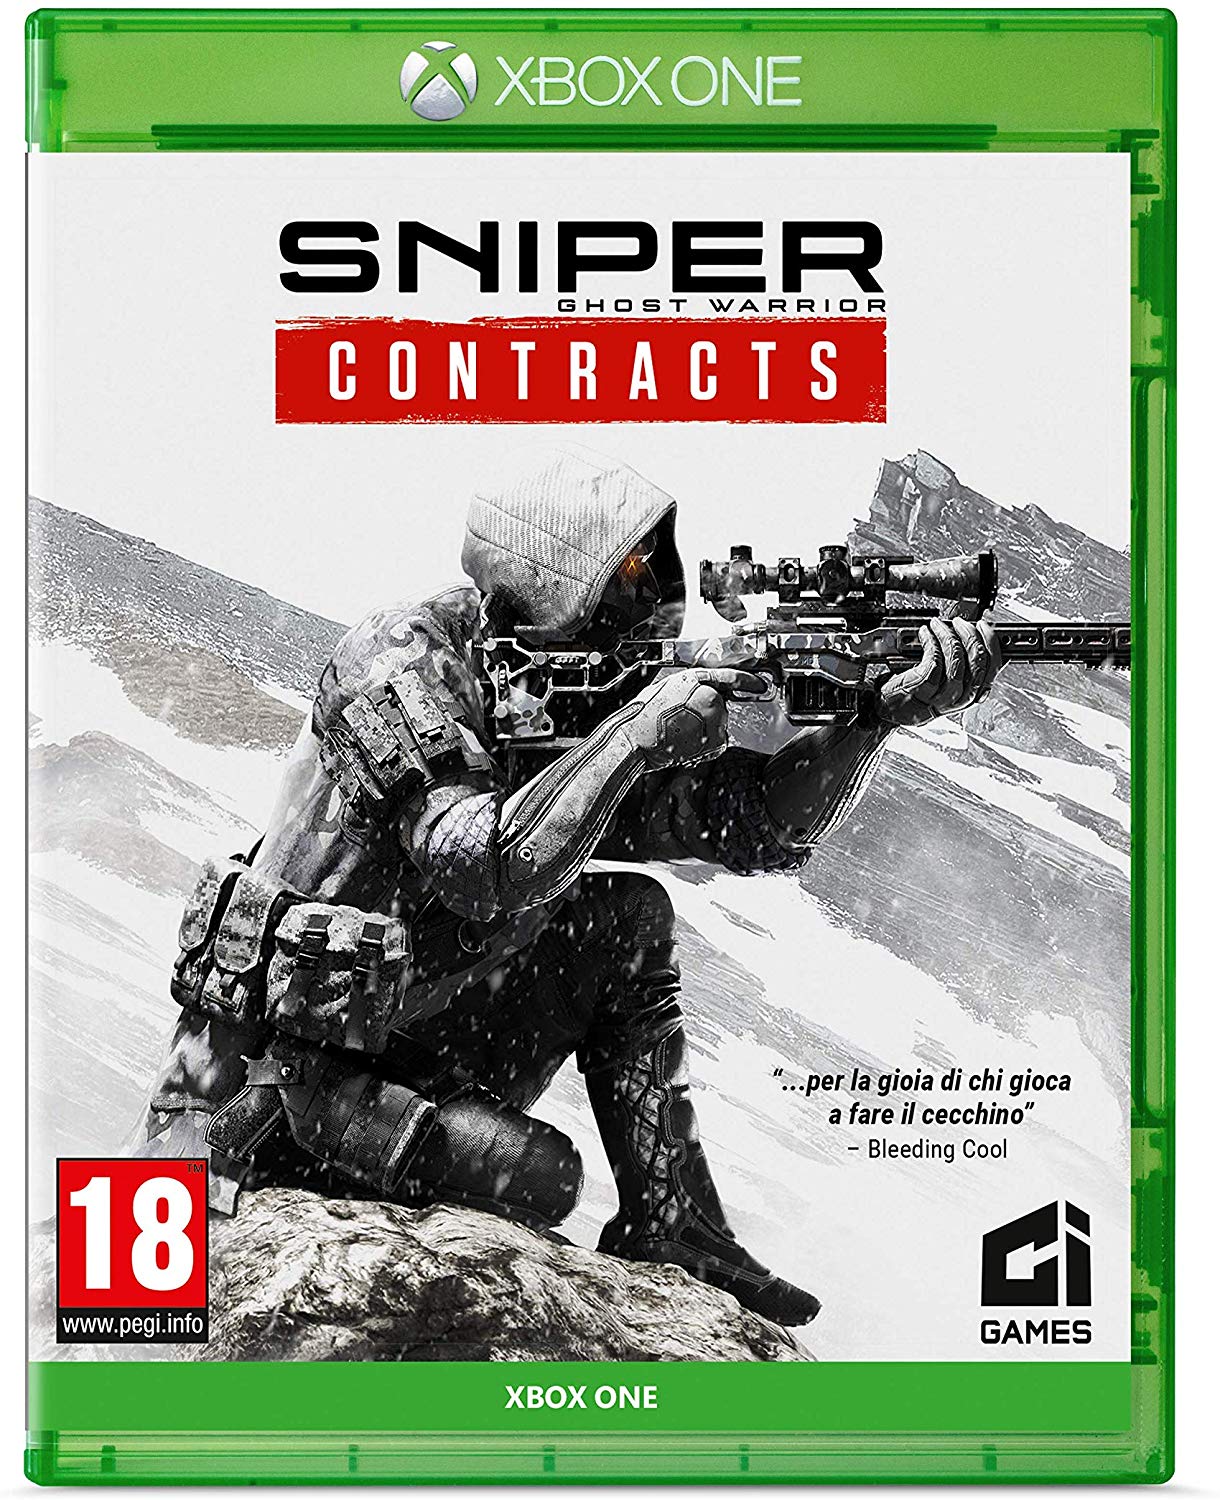 XBOX ONE
SNIPER
GHOST WARRIOR
CONTRACTS
“...per la gioia di chi gioca
a fare il cecchino”
– Bleeding Cool
18™
www.pegi.info
Ci
GAMES
XBOX ONE